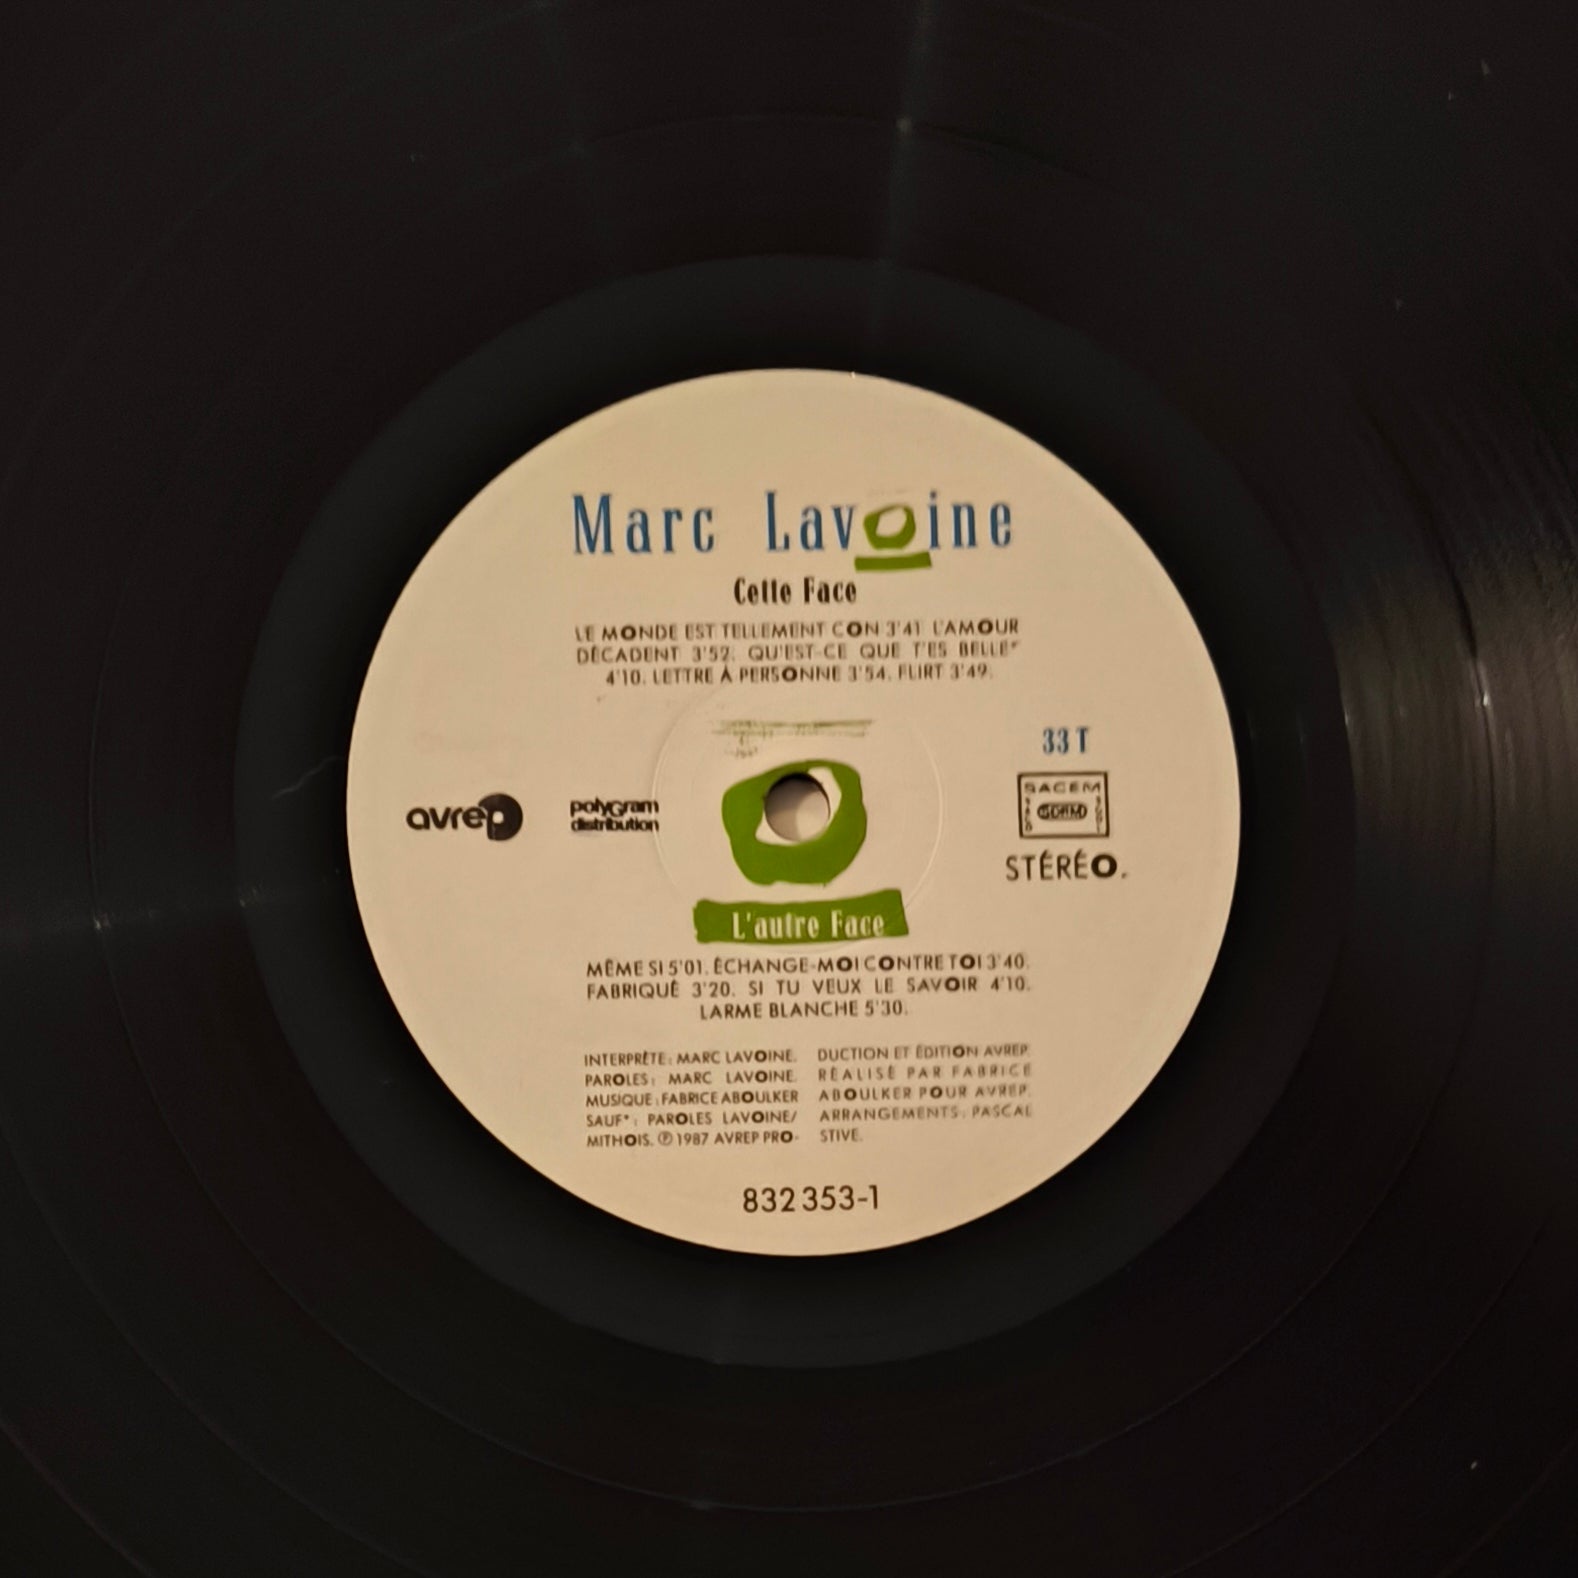 Marc Lavoine
Cette Face
LE MONDE EST TELLEMENT CON 3'41 L'AMOUR
DÉCADENT 3'52. QU'EST-CE QUE T'ES BELLE*
4'10. LETTRE À PERSONNE 3'54. FLIRT 3'49.
33 T
avrep
polyGram
distribution
SACEM
SDRM
STÉRÉO.
L'autre Face
MÊME SI 5'01. ÉCHANGE-MOI CONTRE TOI 3'40.
FABRIQUÉ 3'20. SI TU VEUX LE SAVOIR 4'10.
LARME BLANCHE 5'30.
INTERPRÈTE : MARC LAVOINE.
PAROLES : MARC LAVOINE.
MUSIQUE : FABRICE ABOULKER
SAUF* : PAROLES LAVOINE/
MITHOIS. ℗ 1987 AVREP PRO-
DUCTION ET ÉDITION AVREP.
RÉALISÉ PAR FABRICE
ABOULKER POUR AVREP.
ARRANGEMENTS : PASCAL
STIVE.
832 353-1